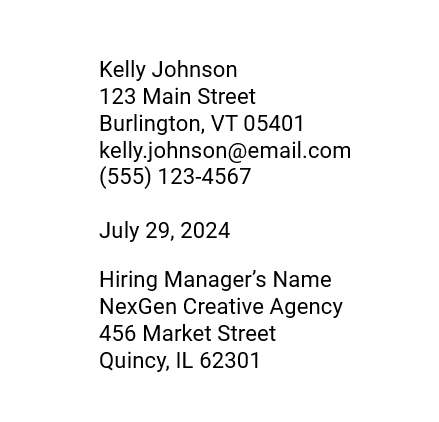 Kelly Johnson
123 Main Street
Burlington, VT 05401
kelly.johnson@email.com
(555) 123-4567
July 29, 2024
Hiring Manager’s Name
NexGen Creative Agency
456 Market Street
Quincy, IL 62301